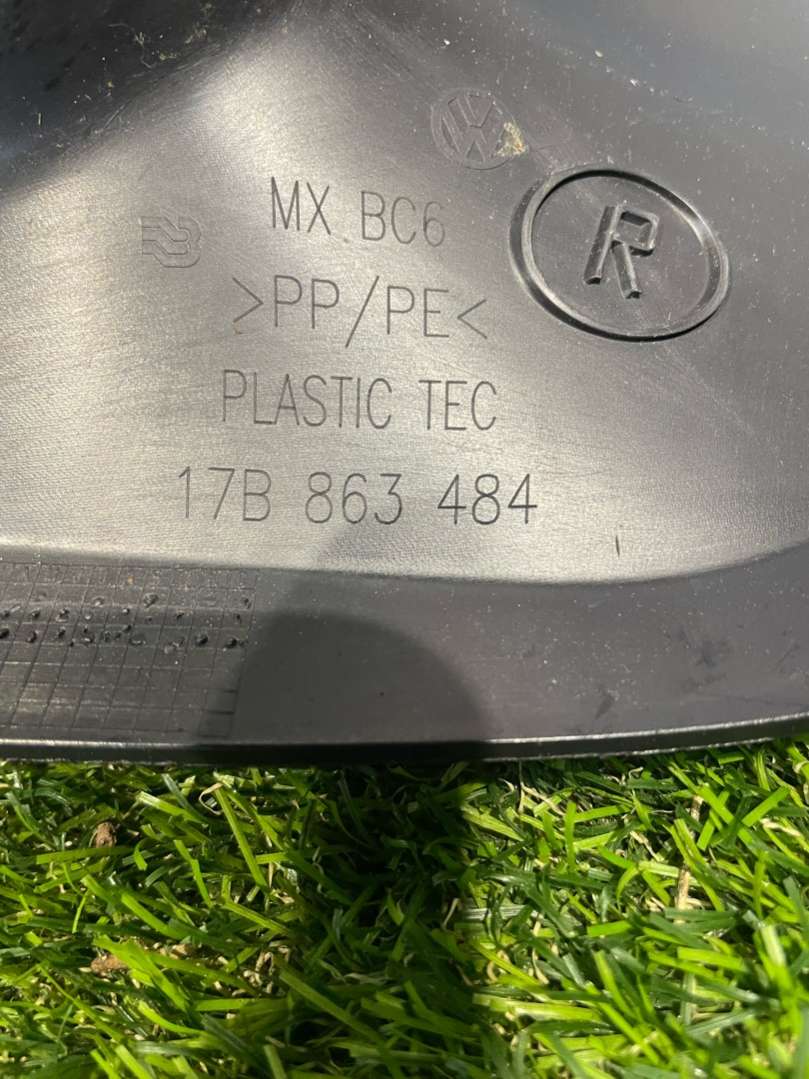 MX.BC6
R
>PP/PE<
PLASTIC TEC
17B 863 484